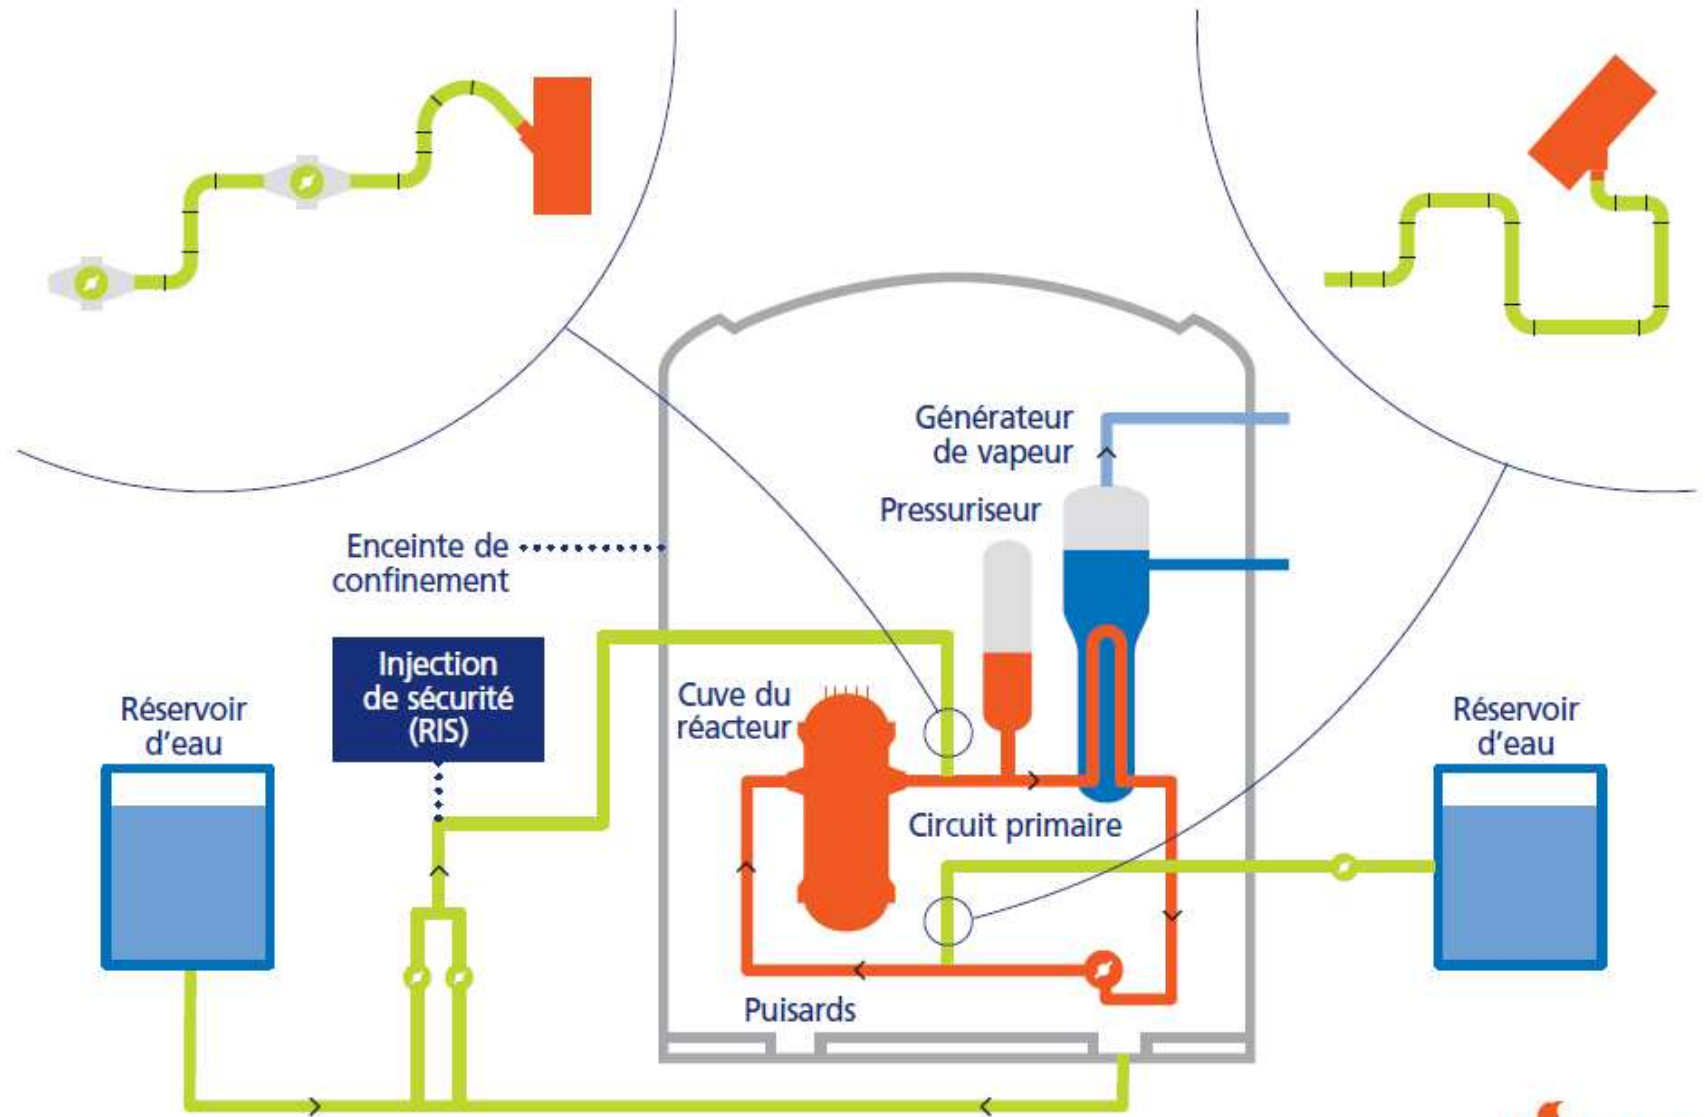 Générateur
de vapeur
Pressuriseur
Enceinte de
confinement
Injection
de sécurité
(RIS)
Cuve du
réacteur
Réservoir
d'eau
Réservoir
d'eau
Circuit primaire
Puisards